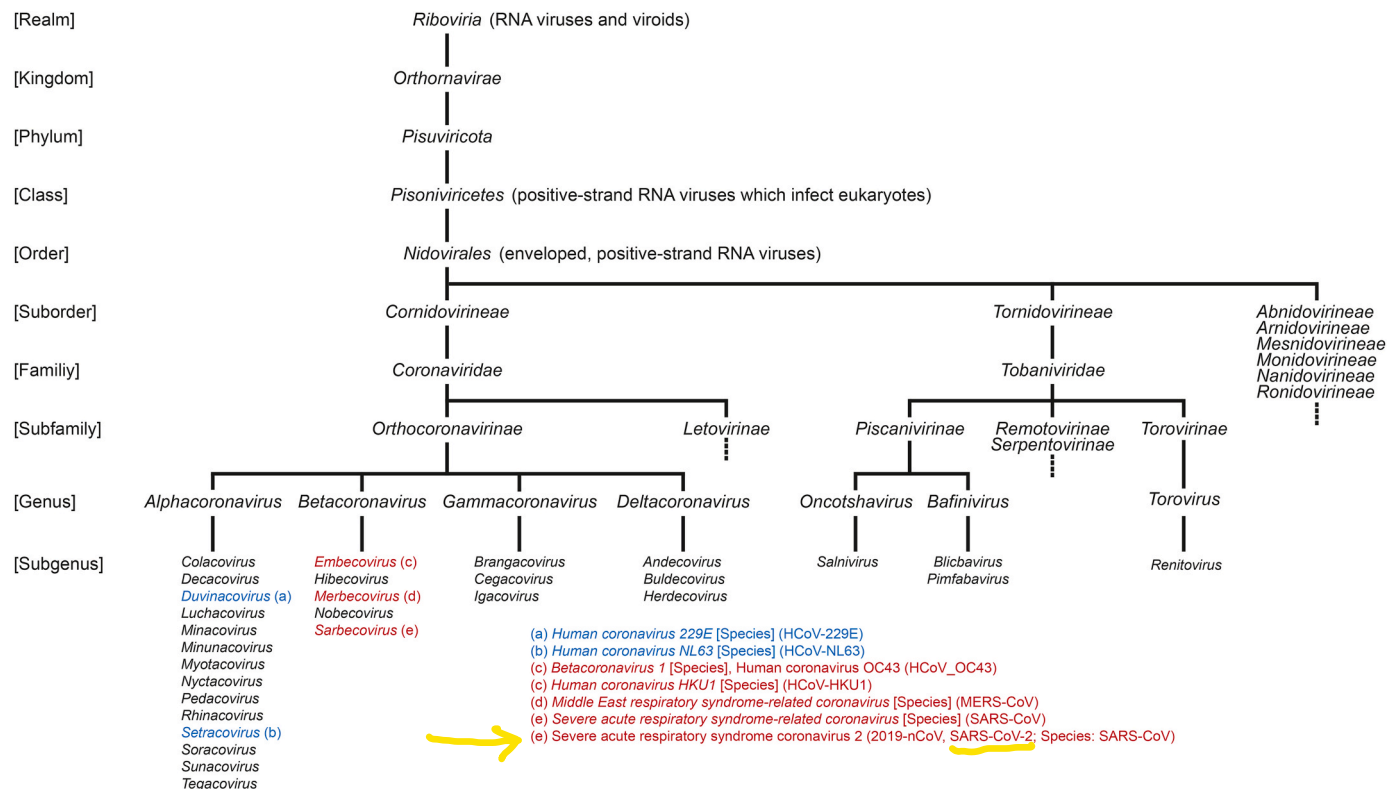 [Realm] Riboviria (RNA viruses and viroids)
[Kingdom] Orthornavirae
[Phylum] Pisuviricota
[Class] Pisoniviricetes (positive-strand RNA viruses which infect eukaryotes)
[Order] Nidovirales (enveloped, positive-strand RNA viruses)
[Suborder] Cornidovirineae Tornidovirineae Abnidovirineae
Arnidovirineae
Mesnidovirineae
Monidovirineae
Nanidovirineae
Ronidovirineae
[Familiy] Coronaviridae Tobaniviridae
[Subfamily] Orthocoronavirinae Letovirinae Piscanivirinae Remotovirinae Torovirinae
Serpentovirinae
[Genus] Alphacoronavirus Betacoronavirus Gammacoronavirus Deltacoronavirus Oncotshavirus Bafinivirus Torovirus
[Subgenus]
Colacovirus
Decacovirus
Duvinacovirus (a)
Luchacovirus
Minacovirus
Minunacovirus
Myotacovirus
Nyctacovirus
Pedacovirus
Rhinacovirus
Setracovirus (b)
Soracovirus
Sunacovirus
Tegacovirus
Embecovirus (c)
Hibecovirus
Merbecovirus (d)
Nobecovirus
Sarbecovirus (e)
Brangacovirus
Cegacovirus
Igacovirus
Andecovirus
Buldecovirus
Herdecovirus
Salnivirus
Blicbavirus
Pimfabavirus
Renitovirus
(a) Human coronavirus 229E [Species] (HCoV-229E)
(b) Human coronavirus NL63 [Species] (HCoV-NL63)
(c) Betacoronavirus 1 [Species], Human coronavirus OC43 (HCoV_OC43)
(c) Human coronavirus HKU1 [Species] (HCoV-HKU1)
(d) Middle East respiratory syndrome-related coronavirus [Species] (MERS-CoV)
(e) Severe acute respiratory syndrome-related coronavirus [Species] (SARS-CoV)
(e) Severe acute respiratory syndrome coronavirus 2 (2019-nCoV, SARS-CoV-2; Species: SARS-CoV)